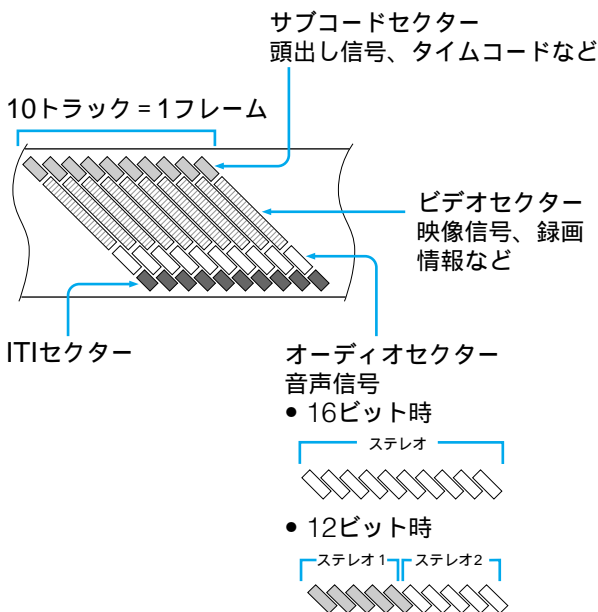 サブコードセクター
頭出し信号、タイムコードなど
10トラック = 1フレーム
ビデオセクター
映像信号、録画
情報など
ITIセクター
オーディオセクター
音声信号
● 16ビット時
ステレオ
● 12ビット時
ステレオ1
ステレオ2